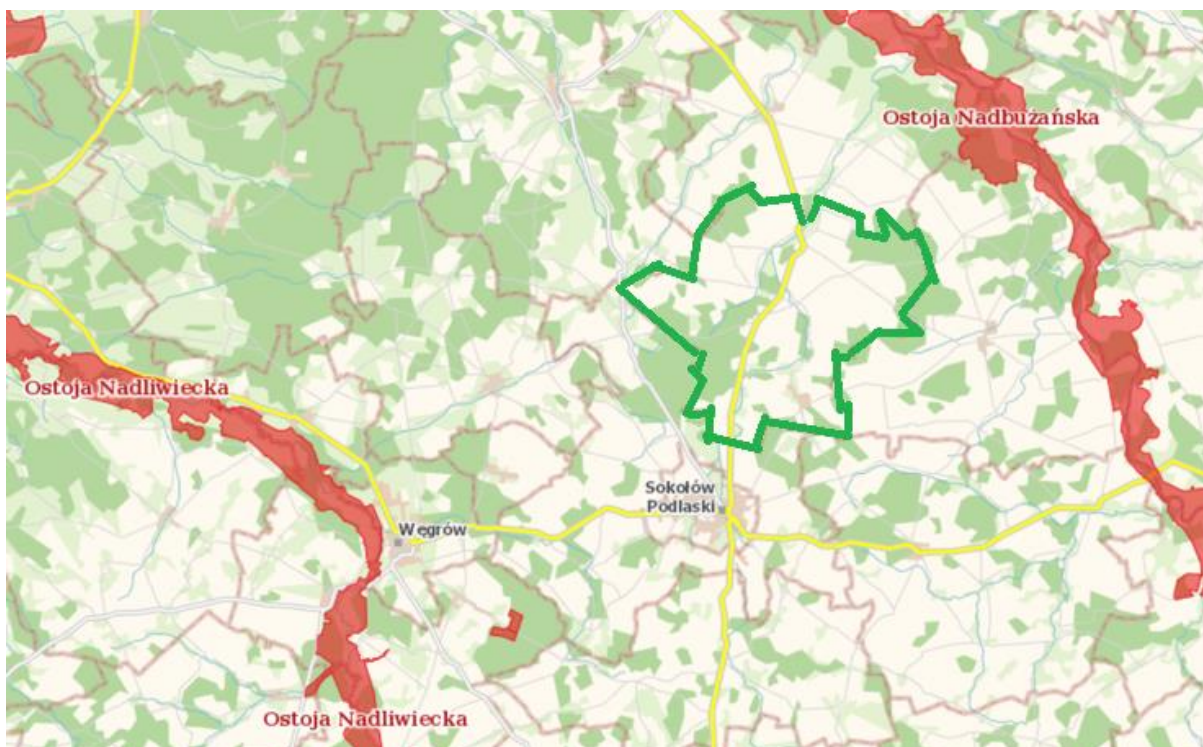 Ostoja Nadbużańska
Ostoja Nadliwiecka
Sokołów
Podlaski
Węgrów
Ostoja Nadliwiecka